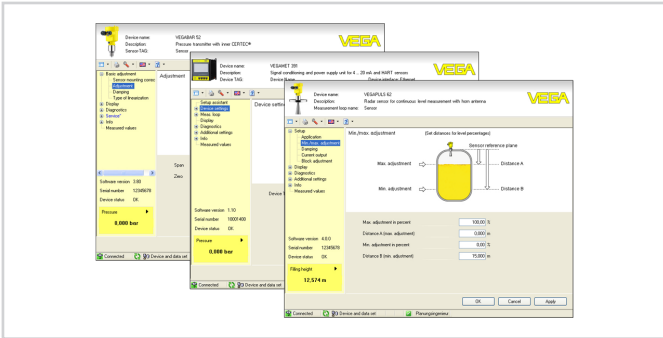 Device name: VEGABAR 52
Description: Pressure transmitter with inner CERTEC®
Sensor TAG: Sensor
VEGA
Basic adjustment
Sensor mounting correc
Adjustment
Damping
Type of linearization
Display
Diagnostics
Service
Info
Measured values
Adjustment
Span
Zero
Software version 3.80
Serial number 12345678
Device status OK
Pressure
0,000 bar
Connected Device and data set
Device name: VEGAMET 391
Description: Signal conditioning and power supply unit for 4 ... 20 mA and HART sensors
Device TAG: Device Name Device interface: Ethernet
VEGA
Setup assistant
Device settings
Meas. loop
Display
Diagnostics
Additional settings
Info
Measured values
Device settin
Device T
Software version 1.10
Serial number 10001400
Device status OK
Pressure
0,000 bar
Connected Device and data set
Device name: VEGAPULS 62
Description: Radar sensor for continuous level measurement with horn antenna
Measurement loop name: Sensor
VEGA
Setup
Application
Min./max. adjustment
Damping
Current output
Block adjustment
Display
Diagnostics
Additional settings
Info
Measured values
Min./max. adjustment (Set distances for level percentages)
Sensor reference plane
Max. adjustment Distance A
Min. adjustment Distance B
Max. adjustment in percent 100,00 %
Distance A (max. adjustment) 0,000 m
Min. adjustment in percent 0,00 %
Distance B (min. adjustment) 15,000 m
Software version 4.0.0
Serial number 12345678
Device status OK
Filling height
12,574 m
OK Cancel Apply
Connected Device and data set Planungsingenieur